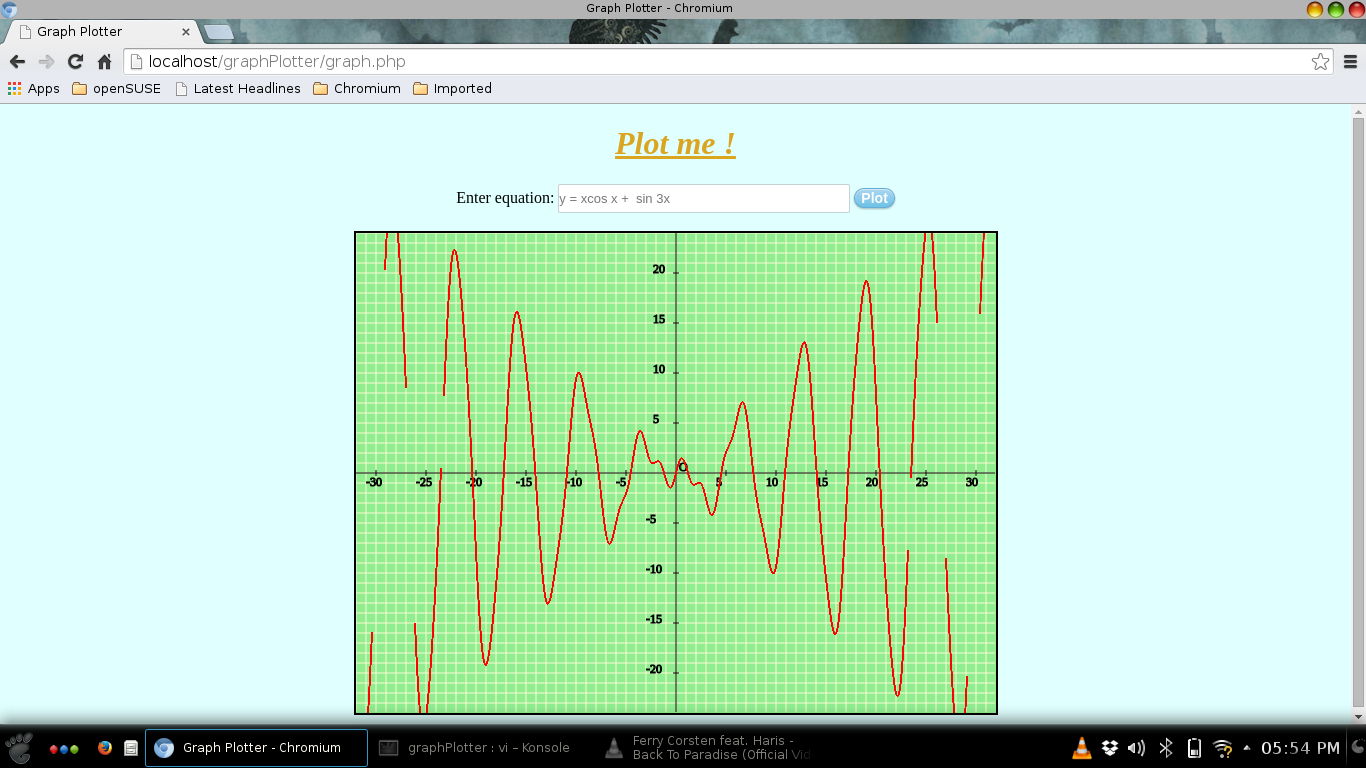 Graph Plotter - Chromium
Graph Plotter
localhost/graphPlotter/graph.php
Apps openSUSE Latest Headlines Chromium Imported
Plot me !
Enter equation: y = xcos x + sin 3x Plot
20
15
10
5
O
-30 -25 -20 -15 -10 -5 5 10 15 20 25 30
-5
-10
-15
-20
Graph Plotter - Chromium
graphPlotter : vi – Konsole
Ferry Corsten feat. Haris -
Back To Paradise (Official Vid
05:54 PM